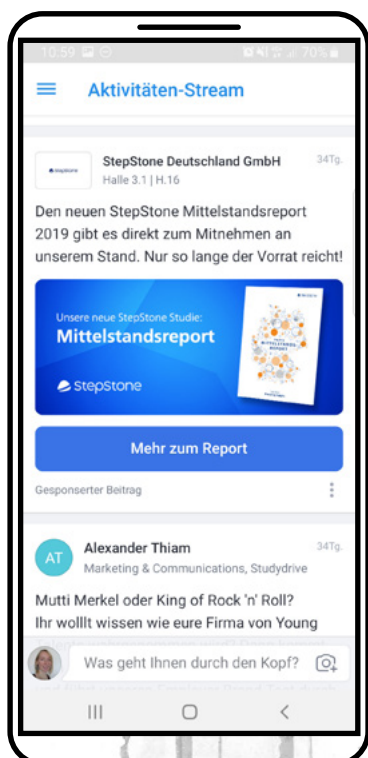 10:59
70%
Aktivitäten-Stream
StepStone Deutschland GmbH
34Tg.
Halle 3.1 | H.16
Den neuen StepStone Mittelstandsreport
2019 gibt es direkt zum Mitnehmen an
unserem Stand. Nur so lange der Vorrat reicht!
Unsere neue StepStone Studie:
Mittelstandsreport
stepstone
Mehr zum Report
Gesponserter Beitrag
AT
Alexander Thiam
34Tg.
Marketing & Communications, Studydrive
Mutti Merkel oder King of Rock 'n' Roll?
Ihr wolllt wissen wie eure Firma von Young
Was geht Ihnen durch den Kopf?